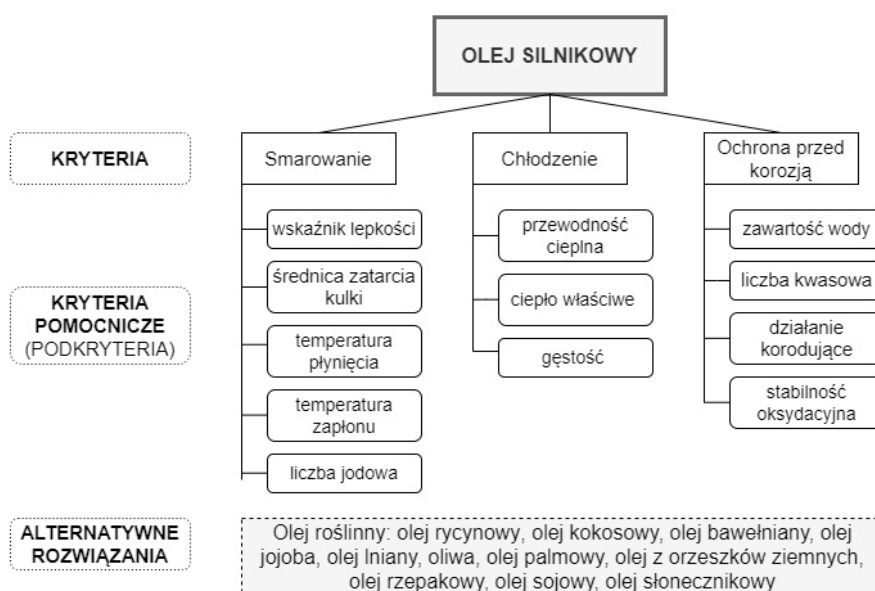 OLEJ SILNIKOWY
KRYTERIA
Smarowanie
Chłodzenie
Ochrona przed
korozją
KRYTERIA
POMOCNICZE
(PODKRYTERIA)
wskaźnik lepkości
średnica zatarcia
kulki
temperatura
płynięcia
temperatura
zapłonu
liczba jodowa
przewodność
cieplna
ciepło właściwe
gęstość
zawartość wody
liczba kwasowa
działanie
korodujące
stabilność
oksydacyjna
ALTERNATYWNE
ROZWIĄZANIA
Olej roślinny: olej rycynowy, olej kokosowy, olej bawełniany, olej
jojoba, olej lniany, oliwa, olej palmowy, olej z orzeszków ziemnych,
olej rzepakowy, olej sojowy, olej słonecznikowy